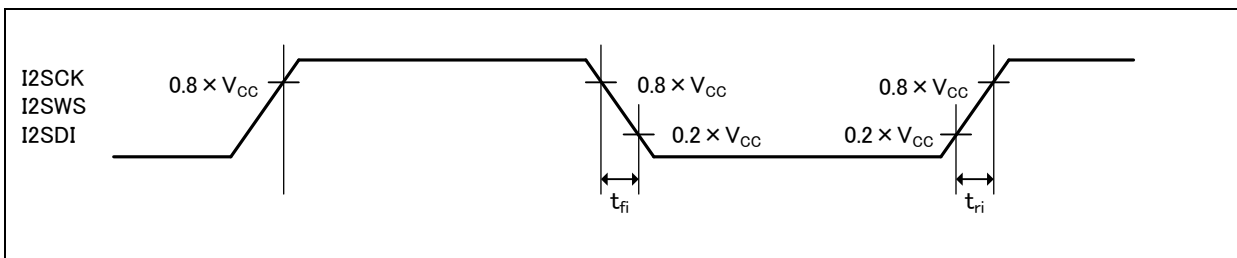 I2SCK
I2SWS
I2SDI
0.8 × VCC
0.8 × VCC
0.2 × VCC
0.8 × VCC
0.2 × VCC
tfi
tri